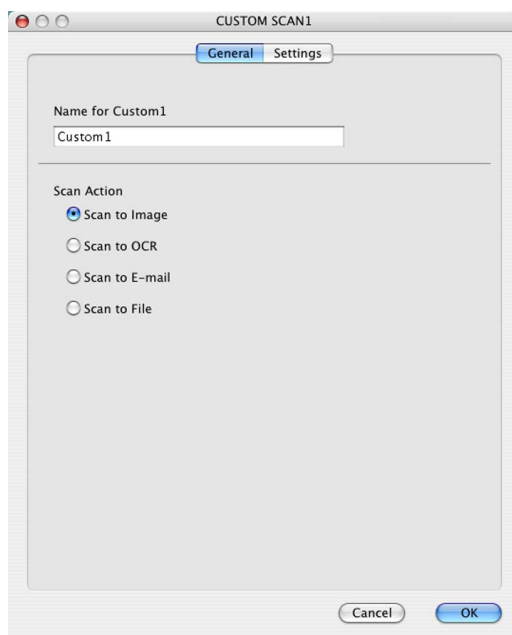 CUSTOM SCAN1
General Settings
Name for Custom1
Custom1
Scan Action
Scan to Image
Scan to OCR
Scan to E-mail
Scan to File
Cancel OK